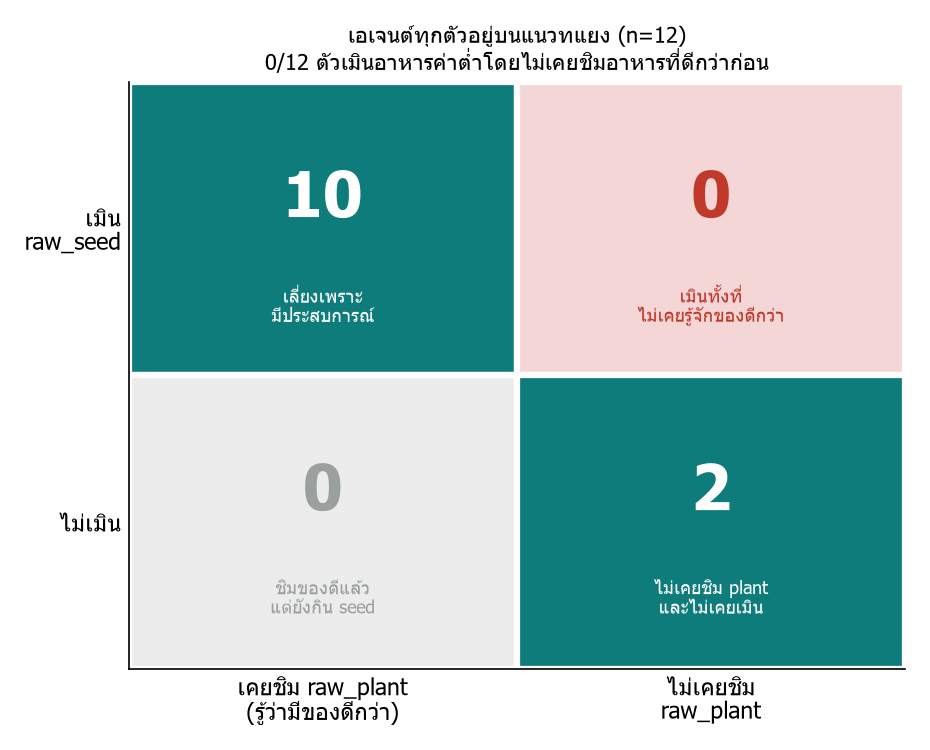 เอเจนต์ทุกตัวอยู่บนแนวทแยง (n=12)
0/12 ตัวเมินอาหารค่าต่ำโดยไม่เคยชิมอาหารที่ดีกว่าก่อน
เมิน
raw_seed
10
เลี่ยงเพราะ
มีประสบการณ์
0
เมินทั้งที่
ไม่เคยรู้จักของดีกว่า
ไม่เมิน
0
ชิมของดีแล้ว
แต่ยังกิน seed
2
ไม่เคยชิม plant
และไม่เคยเมิน
เคยชิม raw_plant
(รู้ว่ามีของดีกว่า)
ไม่เคยชิม
raw_plant